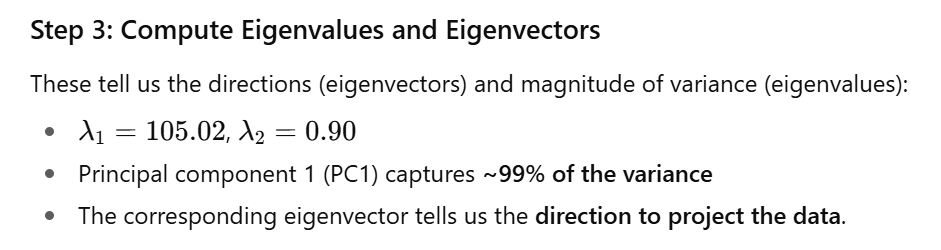 Step 3: Compute Eigenvalues and Eigenvectors
These tell us the directions (eigenvectors) and magnitude of variance (eigenvalues):
• λ₁ = 105.02, λ₂ = 0.90
• Principal component 1 (PC1) captures ~99% of the variance
• The corresponding eigenvector tells us the direction to project the data.